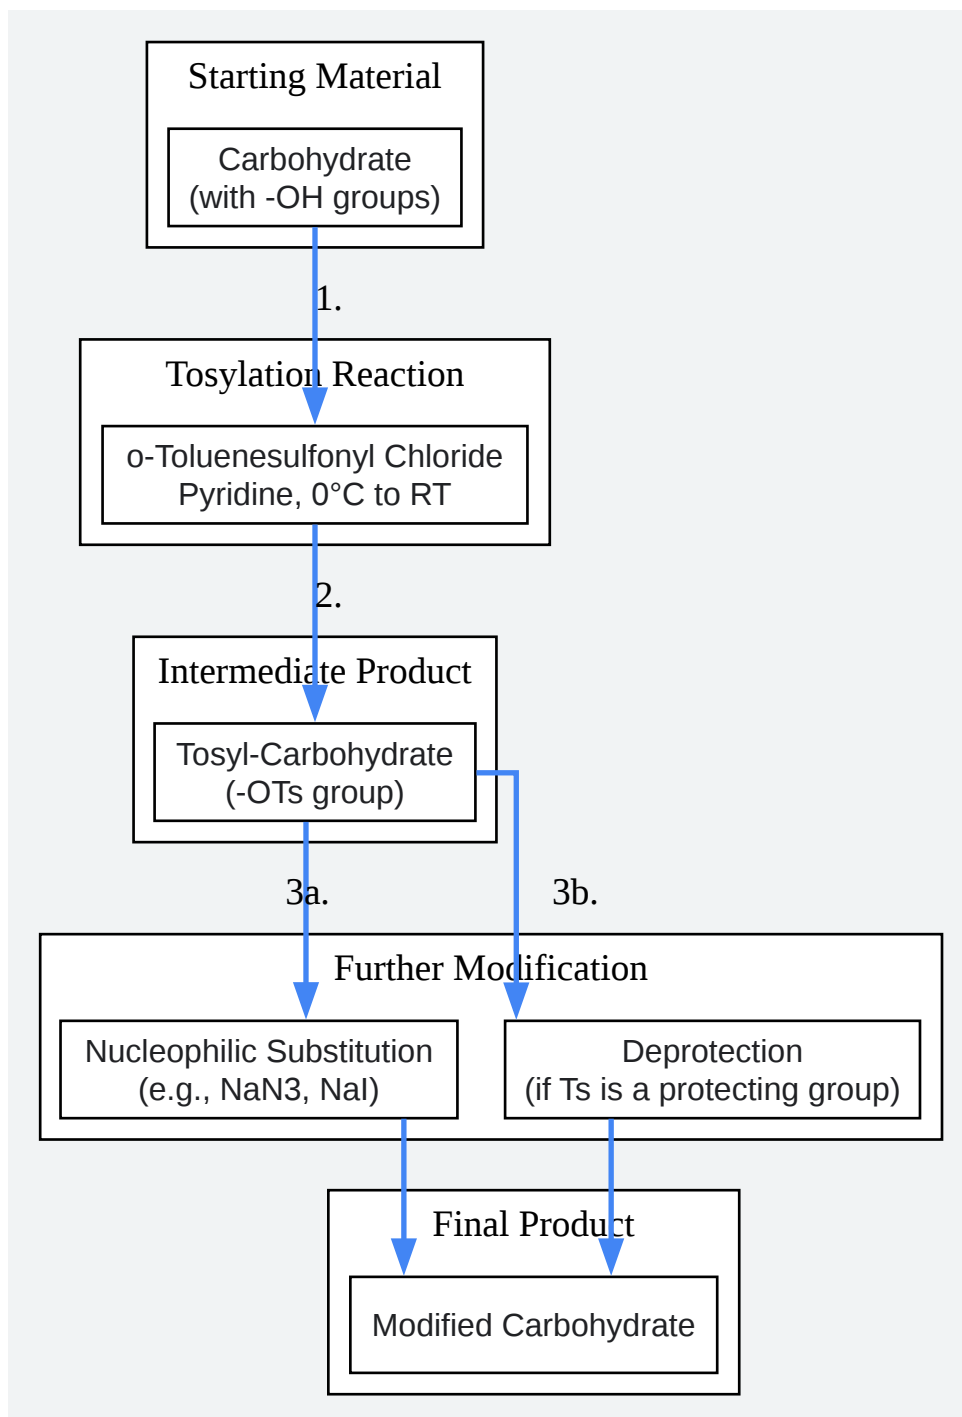 Starting Material
Carbohydrate
(with -OH groups)
1.
Tosylation Reaction
o-Toluenesulfonyl Chloride
Pyridine, 0°C to RT
2.
Intermediate Product
Tosyl-Carbohydrate
(-OTs group)
3a.
3b.
Further Modification
Nucleophilic Substitution
(e.g., NaN3, NaI)
Deprotection
(if Ts is a protecting group)
Final Product
Modified Carbohydrate